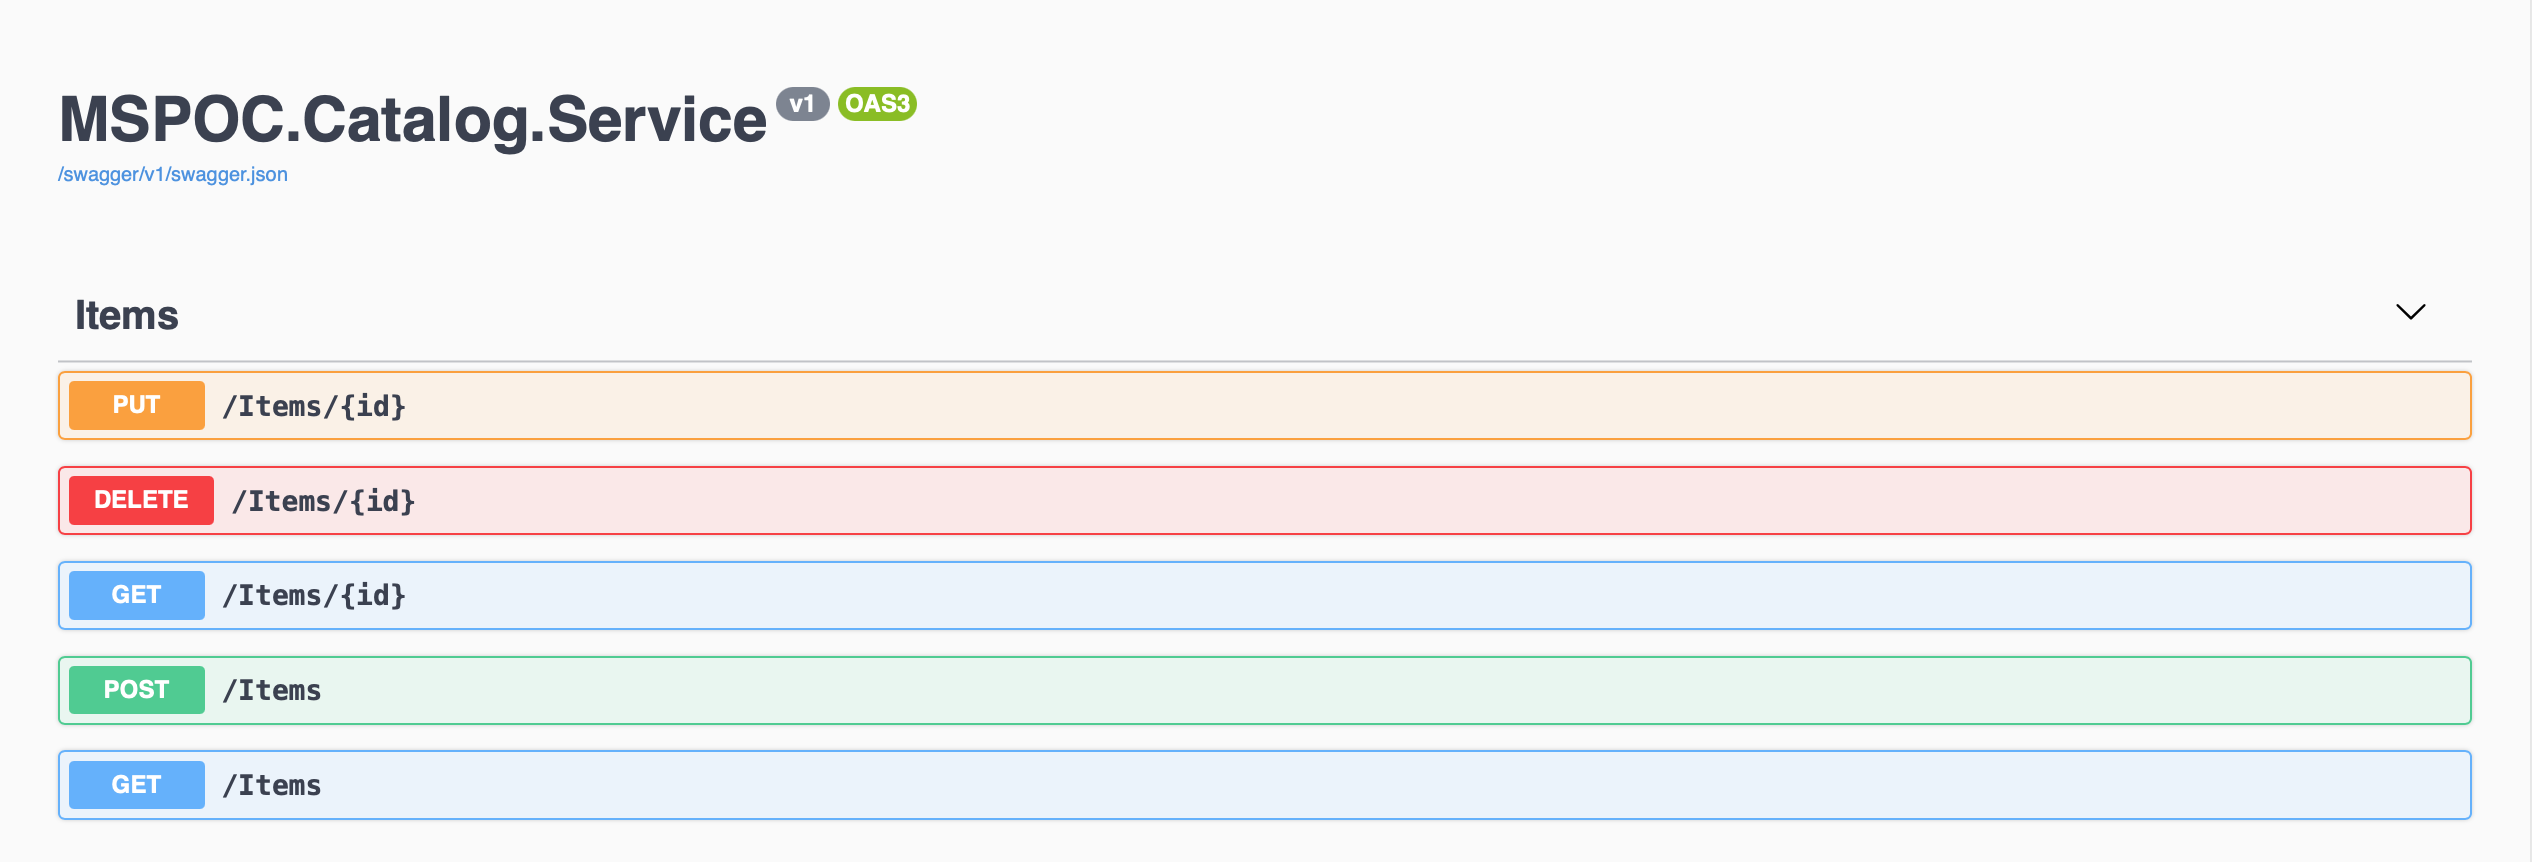 MSPOC.Catalog.Service v1 OAS3
/swagger/v1/swagger.json
Items
PUT /Items/{id}
DELETE /Items/{id}
GET /Items/{id}
POST /Items
GET /Items